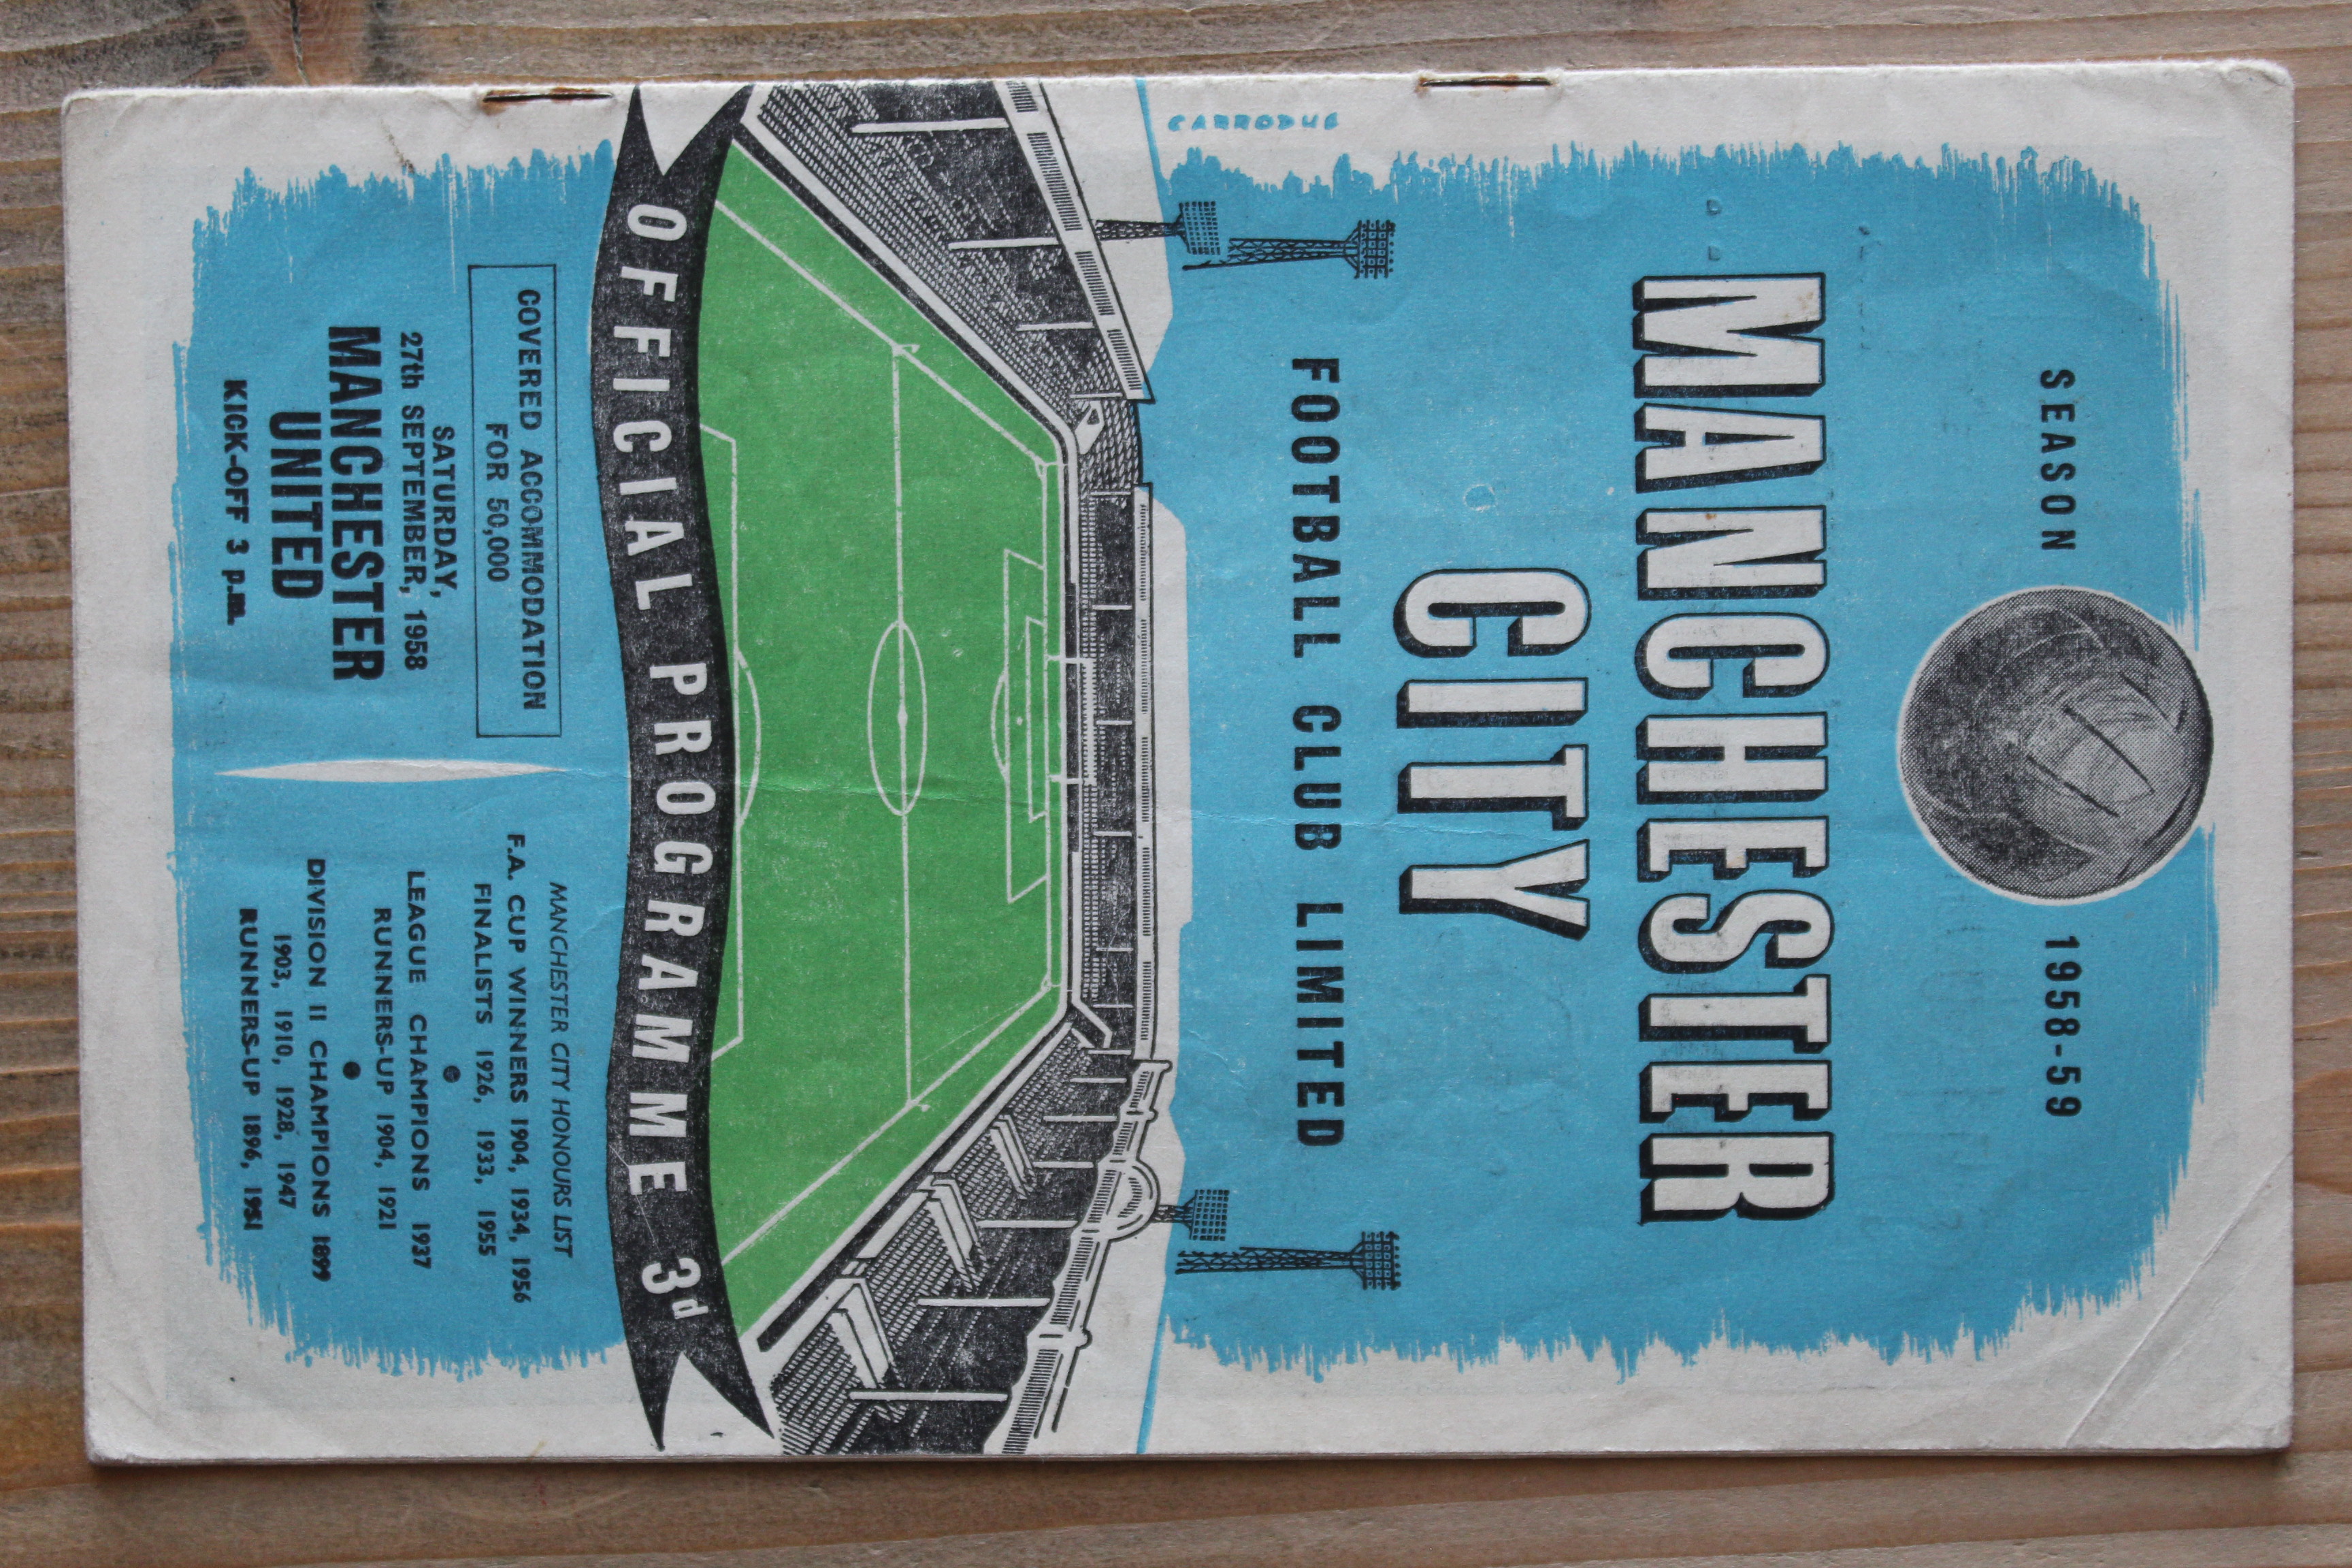 SEASON 1958-59
MANCHESTER
CITY
FOOTBALL CLUB LIMITED
CARRODUS
OFFICIAL PROGRAMME 3d
COVERED ACCOMMODATION
FOR 50,000
SATURDAY,
27th SEPTEMBER, 1958
MANCHESTER
UNITED
KICK-OFF 3 p.m.
MANCHESTER CITY HONOURS LIST
F.A. CUP WINNERS 1904, 1934, 1956
FINALISTS 1926, 1933, 1955
LEAGUE CHAMPIONS 1937
RUNNERS-UP 1904, 1921
DIVISION II CHAMPIONS 1899
1903, 1910, 1928, 1947
RUNNERS-UP 1896, 1951